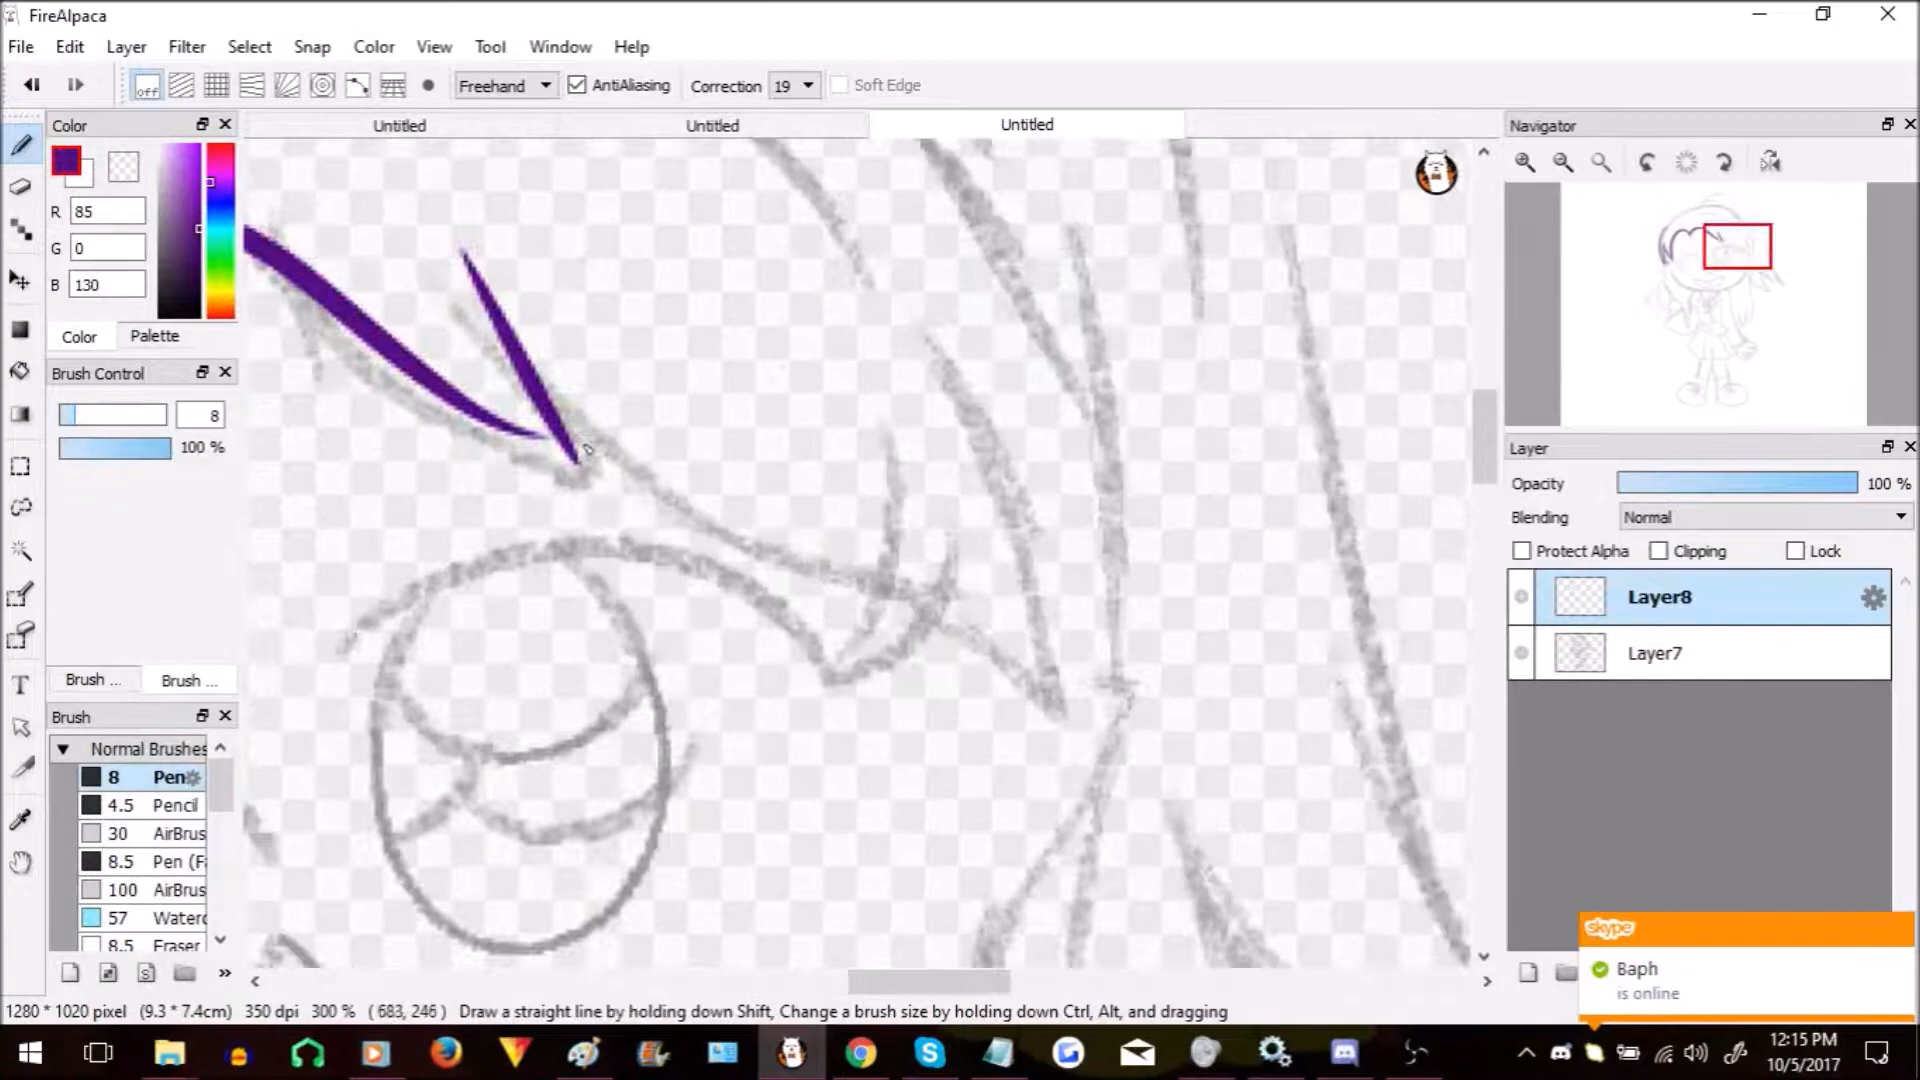 FireAlpaca
File Edit Layer Filter Select Snap Color View Tool Window Help
off Freehand AntiAliasing Correction 19 Soft Edge
Color
R 85
G 0
B 130
Color Palette
Brush Control
8
100 %
Brush ... Brush ...
Brush
Normal Brushes
8 Pen
4.5 Pencil
30 AirBrus
8.5 Pen (F
100 AirBrus
57 Waterc
8.5 Eraser
Untitled Untitled Untitled
Navigator
Layer
Opacity 100 %
Blending Normal
Protect Alpha Clipping Lock
Layer8
Layer7
skype
Baph
is online
1280 * 1020 pixel (9.3 * 7.4cm) 350 dpi 300 % ( 683, 246 ) Draw a straight line by holding down Shift, Change a brush size by holding down Ctrl, Alt, and dragging
12:15 PM
10/5/2017